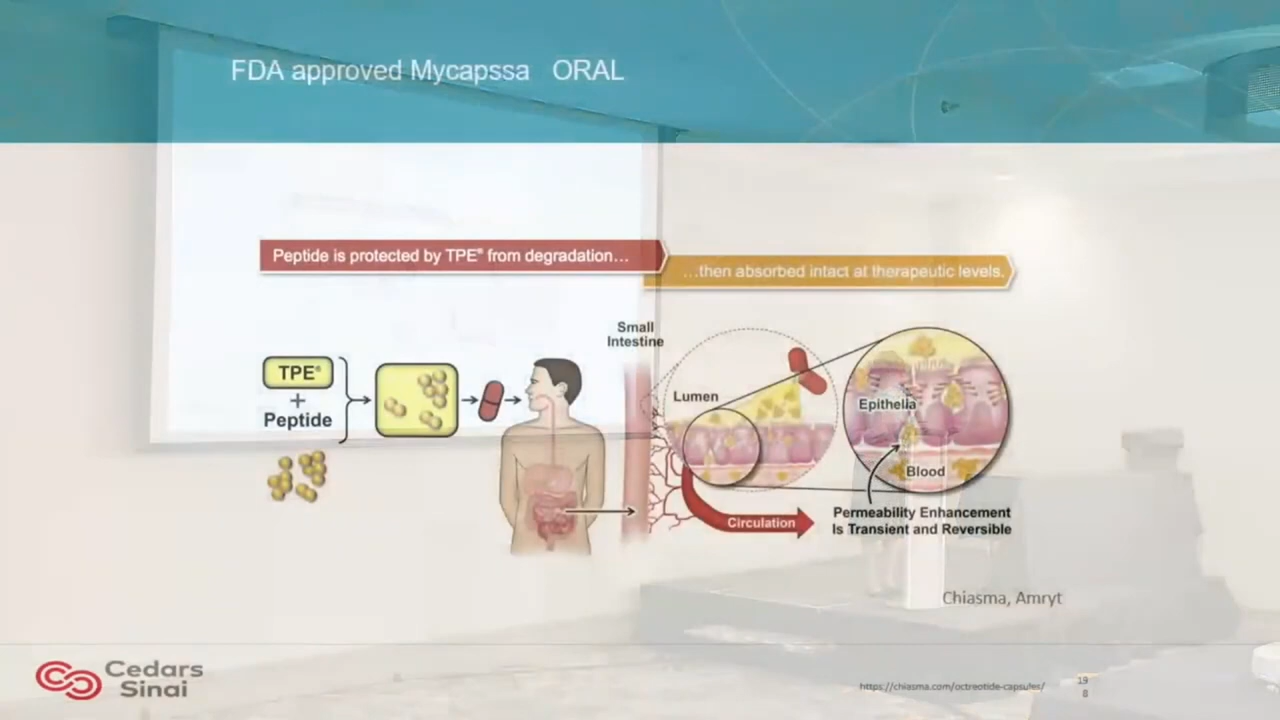 FDA approved Mycapssa ORAL
Peptide is protected by TPE® from degradation…
…then absorbed intact at therapeutic levels.
Small
Intestine
TPE®
+
Peptide
Lumen
Epithelia
Blood
Circulation
Permeability Enhancement
Is Transient and Reversible
Chiasma, Amryt
Cedars
Sinai
https://chiasma.com/octreotide-capsules/
19
8